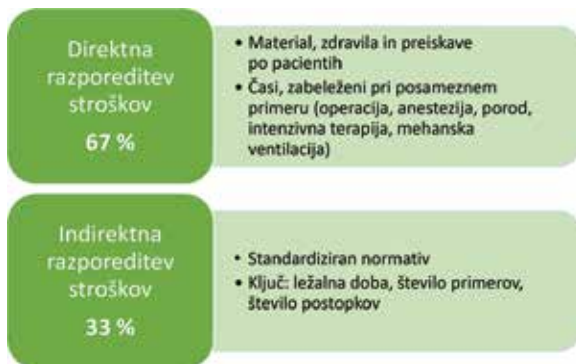 Direktna
razporeditev
stroškov
67 %
• Material, zdravila in preiskave
po pacientih
• Časi, zabeleženi pri posameznem
primeru (operacija, anestezija, porod,
intenzivna terapija, mehanska
ventilacija)
Indirektna
razporeditev
stroškov
33 %
• Standardiziran normativ
• Ključ: ležalna doba, število primerov,
število postopkov